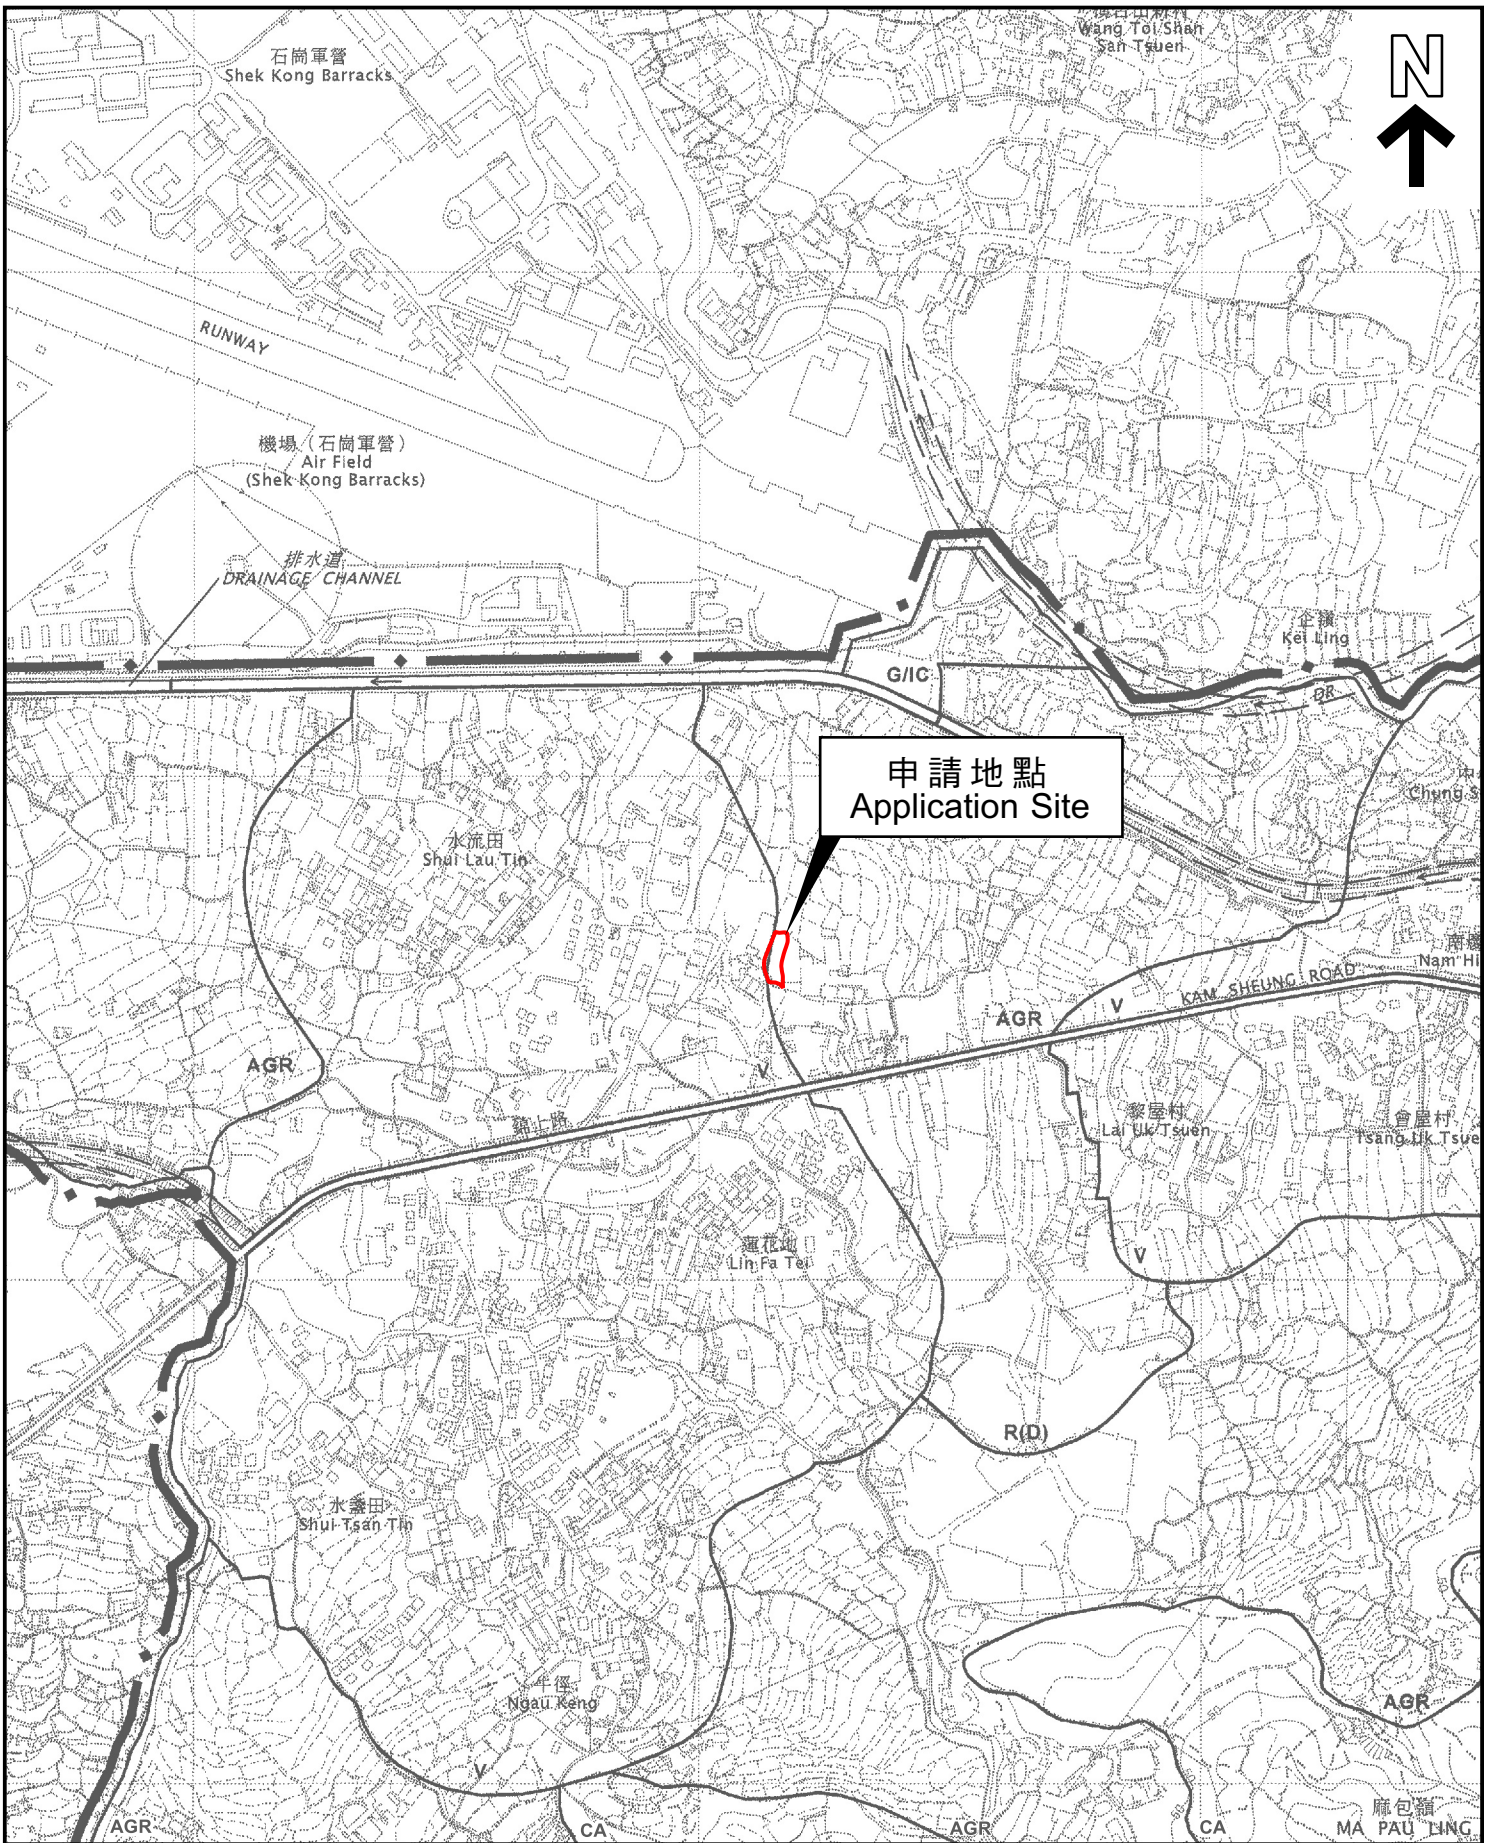 Wang Toi Shan
San Tsuen
N
石崗軍營
Shek Kong Barracks
RUNWAY
機場（石崗軍營）
Air Field
(Shek Kong Barracks)
排水道
DRAINAGE CHANNEL
企嶺
Kei Ling
G/IC
DR
申請地點
Application Site
Chung S
水流田
Shui Lau Tin
南慶
Nam Hi
KAM SHEUNG ROAD
V
AGR
AGR
V
錦上路
黎屋村
Lai Uk Tsuen
曾屋村
Tsang Uk Tsue
蓮花地
Lin Fa Tei
V
R(D)
水盞田
Shui Tsan Tin
牛徑
Ngau Keng
AGR
V
麻包嶺
MA PAU LING
AGR
CA
AGR
CA